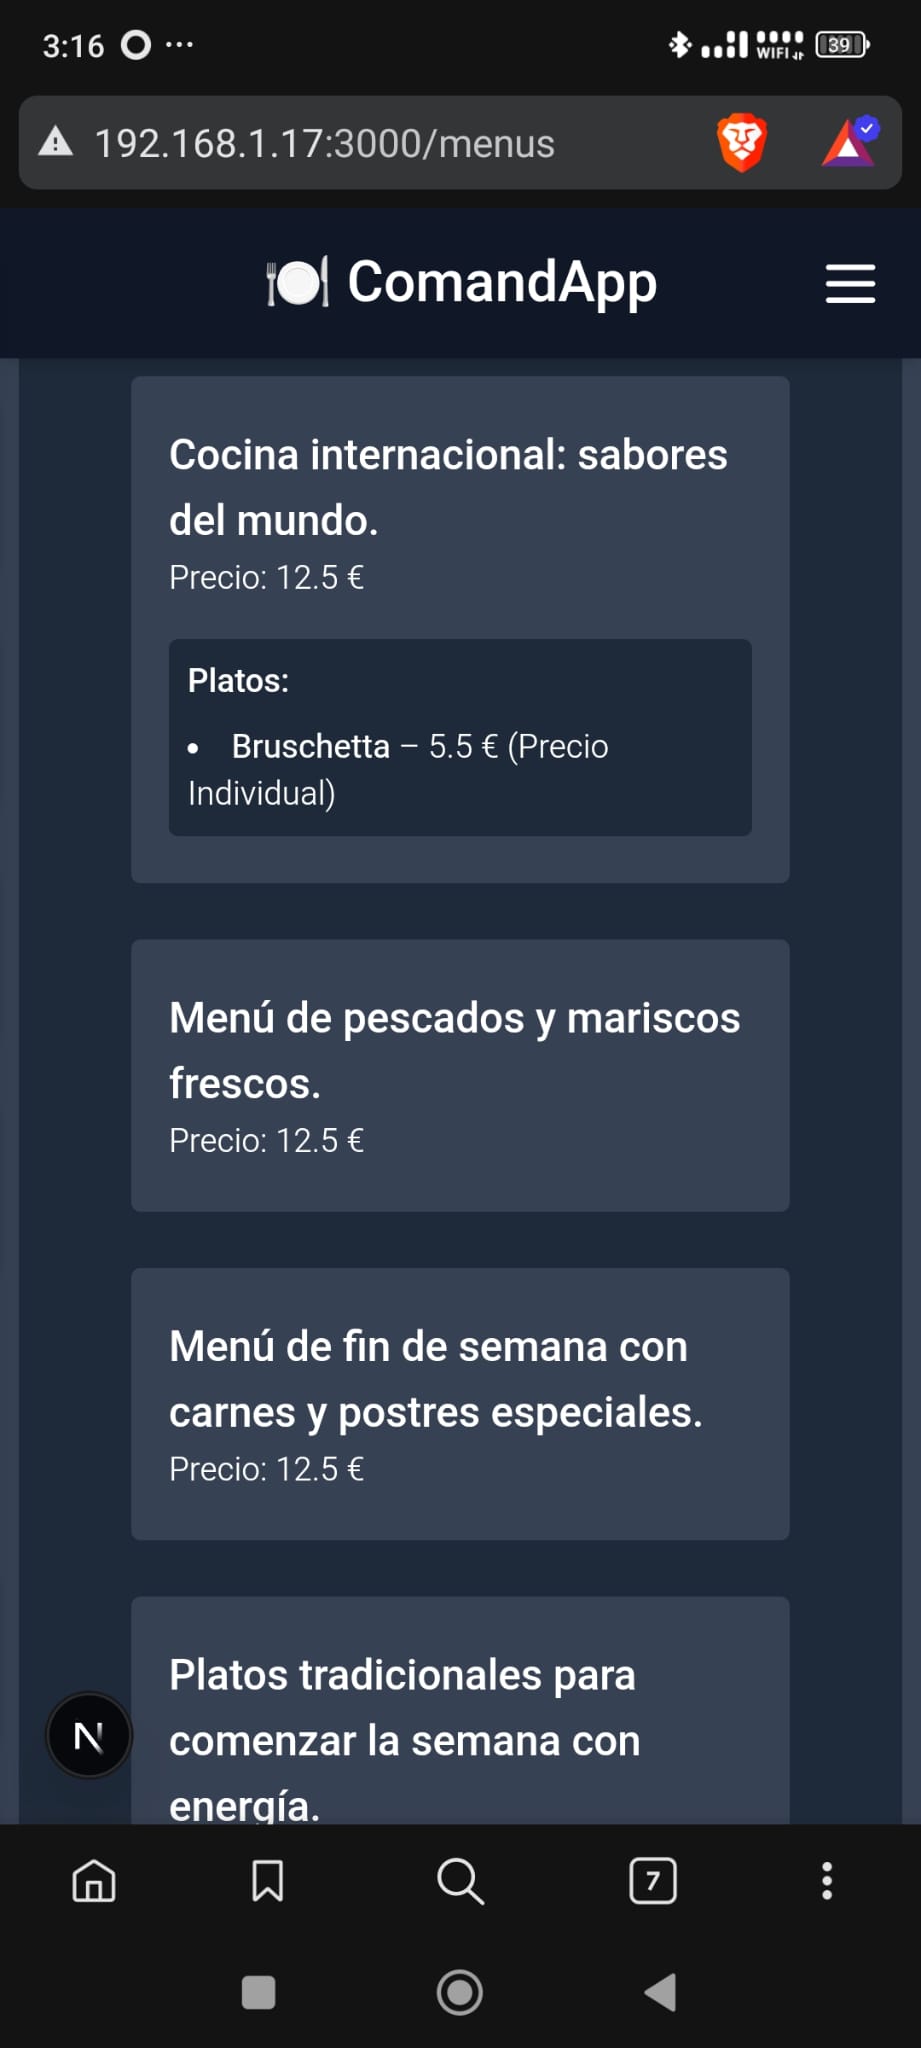 3:16
WIFI
39
192.168.1.17:3000/menus
ComandApp
Cocina internacional: sabores
del mundo.
Precio: 12.5 €
Platos:
• Bruschetta – 5.5 € (Precio
Individual)
Menú de pescados y mariscos
frescos.
Precio: 12.5 €
Menú de fin de semana con
carnes y postres especiales.
Precio: 12.5 €
Platos tradicionales para
comenzar la semana con
energía.
N
7